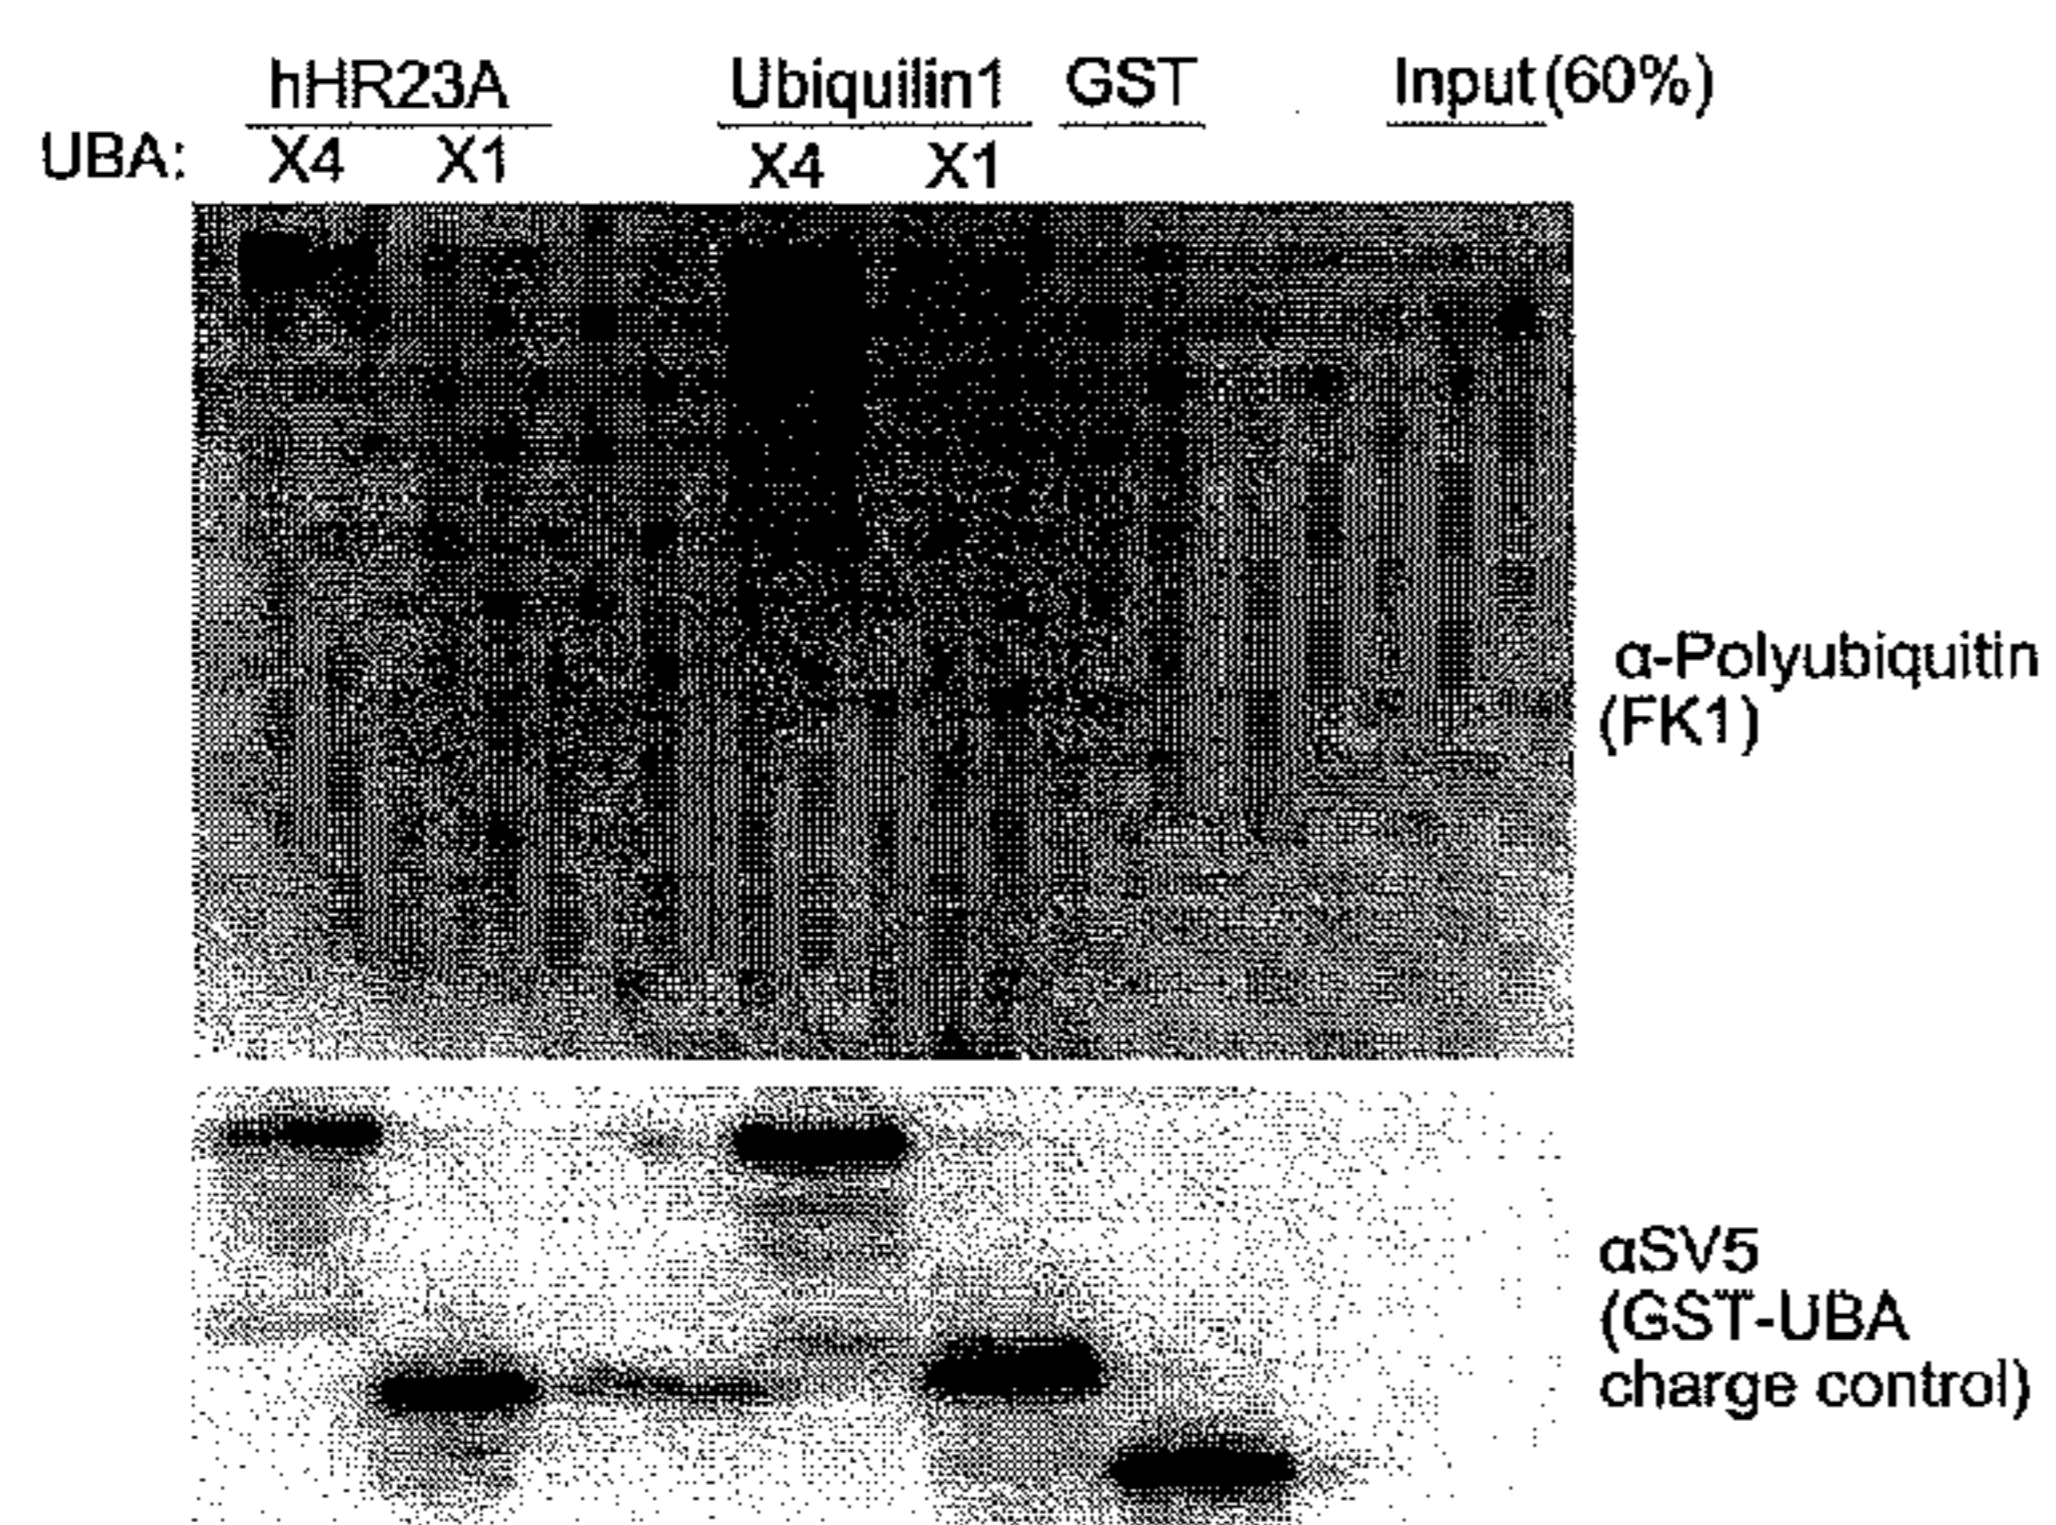 hHR23A Ubiquilin1 GST Input (60%)
UBA: X4 X1 X4 X1
α-Polyubiquitin
(FK1)
αSV5
(GST-UBA
charge control)